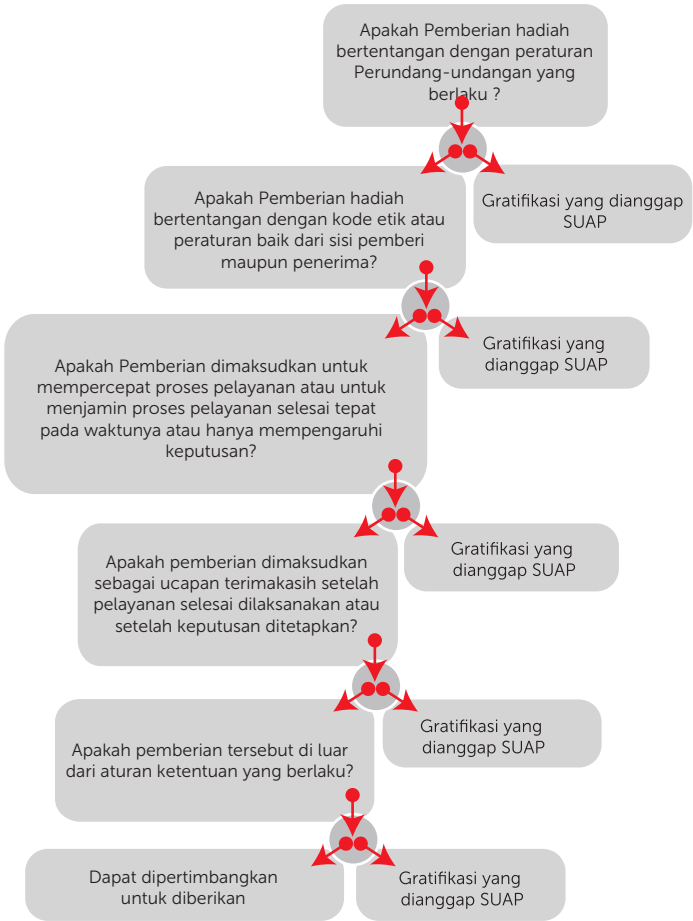 Apakah Pemberian hadiah
bertentangan dengan peraturan
Perundang-undangan yang
berlaku ?
Gratifikasi yang dianggap
SUAP
Apakah Pemberian hadiah
bertentangan dengan kode etik atau
peraturan baik dari sisi pemberi
maupun penerima?
Gratifikasi yang
dianggap SUAP
Apakah Pemberian dimaksudkan untuk
mempercepat proses pelayanan atau untuk
menjamin proses pelayanan selesai tepat
pada waktunya atau hanya mempengaruhi
keputusan?
Gratifikasi yang
dianggap SUAP
Apakah pemberian dimaksudkan
sebagai ucapan terimakasih setelah
pelayanan selesai dilaksanakan atau
setelah keputusan ditetapkan?
Gratifikasi yang
dianggap SUAP
Apakah pemberian tersebut di luar
dari aturan ketentuan yang berlaku?
Dapat dipertimbangkan
untuk diberikan
Gratifikasi yang
dianggap SUAP